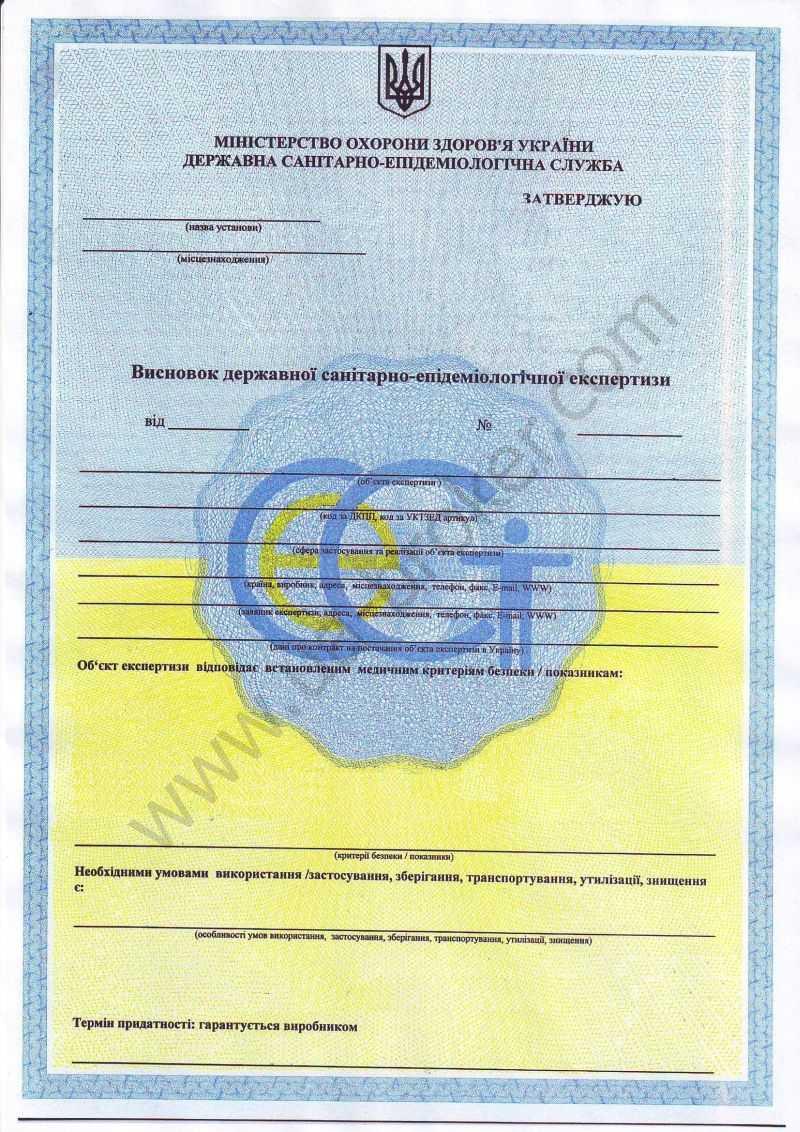 МІНІСТЕРСТВО ОХОРОНИ ЗДОРОВ'Я УКРАЇНИ
ДЕРЖАВНА САНІТАРНО-ЕПІДЕМІОЛОГІЧНА СЛУЖБА
ЗАТВЕРДЖУЮ
(назва установи)
(місцезнаходження)
Висновок державної санітарно-епідеміологічної експертизи
від №
(об'єкта експертизи )
(код за ДКПП, код за УКТЗЕД артикул)
(сфера застосування та реалізації об'єкта експертизи)
(країна, виробник, адреса, місцезнаходження, телефон, факс, E-mail, WWW)
(заявник експертизи, адреса, місцезнаходження, телефон, факс, E-mail, WWW)
(дані про контракт на постачання об'єкта експертизи в Україну)
Об'єкт експертизи відповідає встановленим медичним критеріям безпеки / показникам:
(критерії безпеки / показники)
Необхідними умовами використання /застосування, зберігання, транспортування, утилізації, знищення
є:
(особливості умов використання, застосування, зберігання, транспортування, утилізації, знищення)
Термін придатності: гарантується виробником